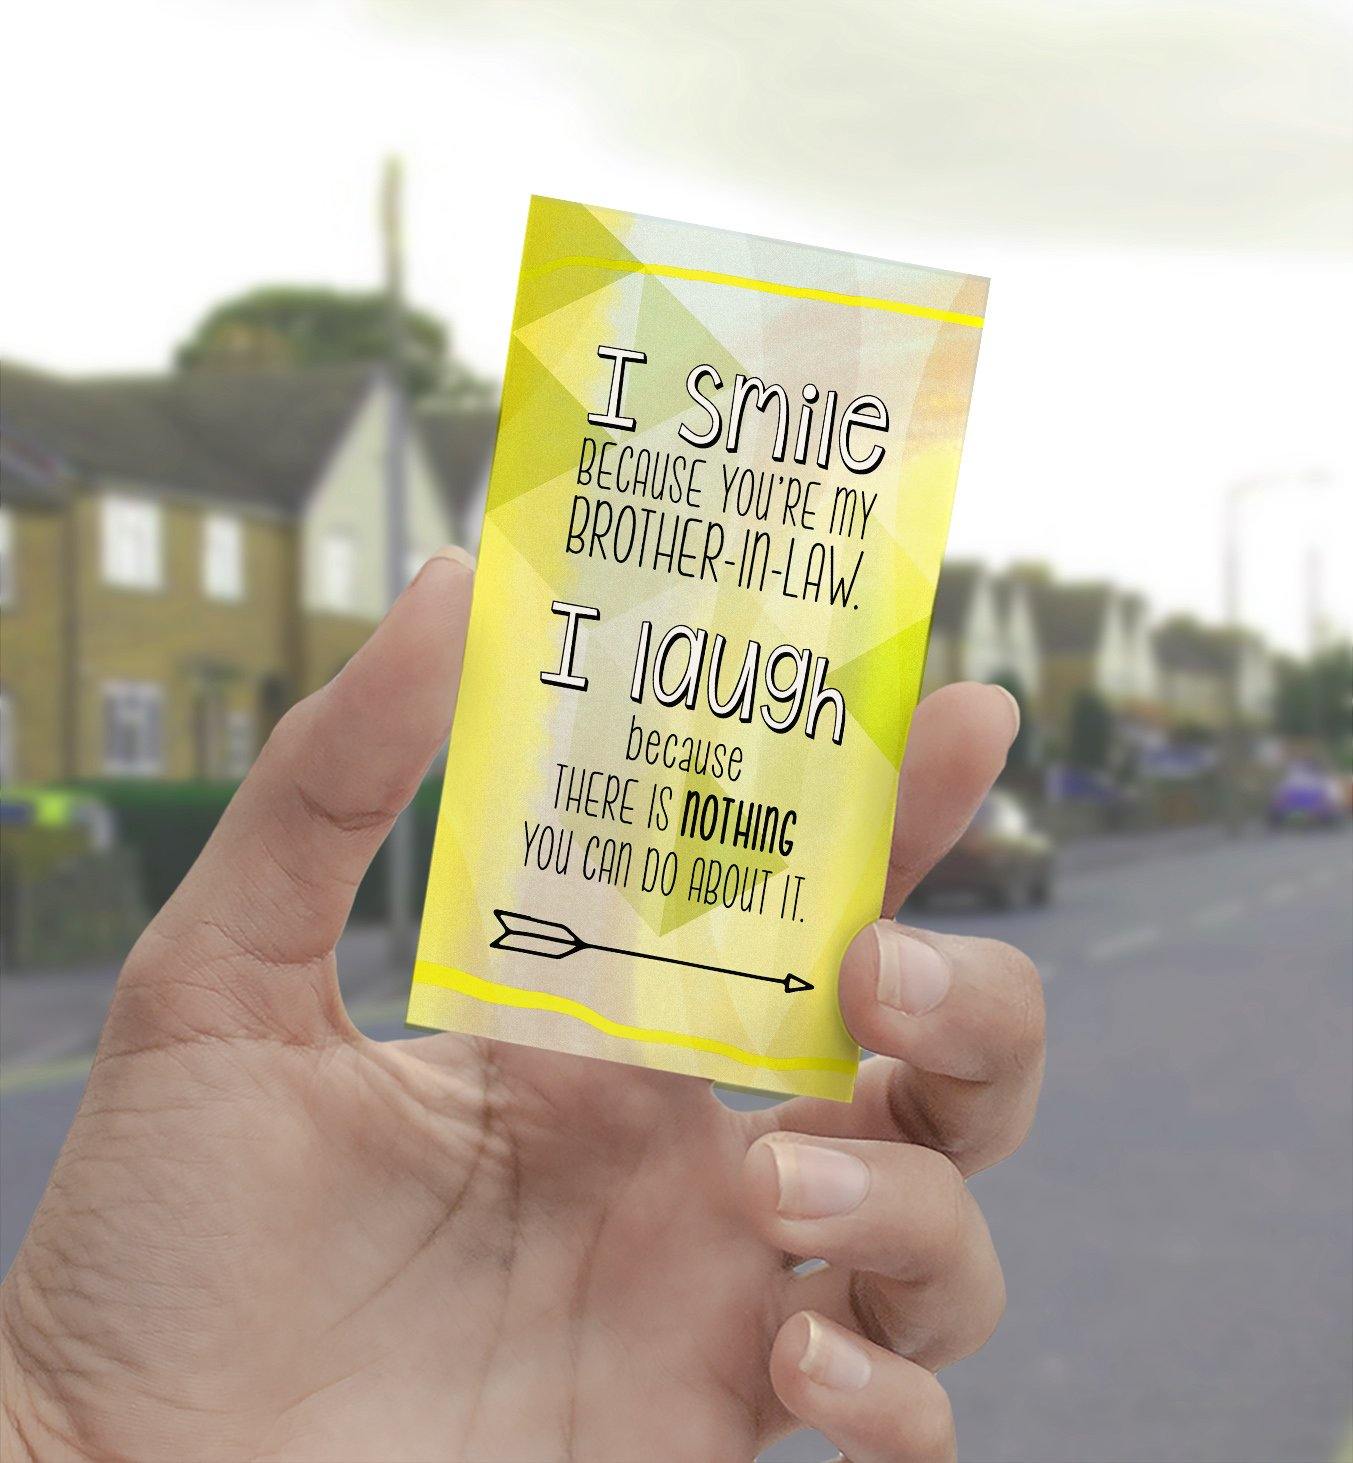 I smile
BECAUSE YOU'RE MY
BROTHER-IN-LAW.
I laugh
because
THERE IS NOTHING
YOU CAN DO ABOUT IT.